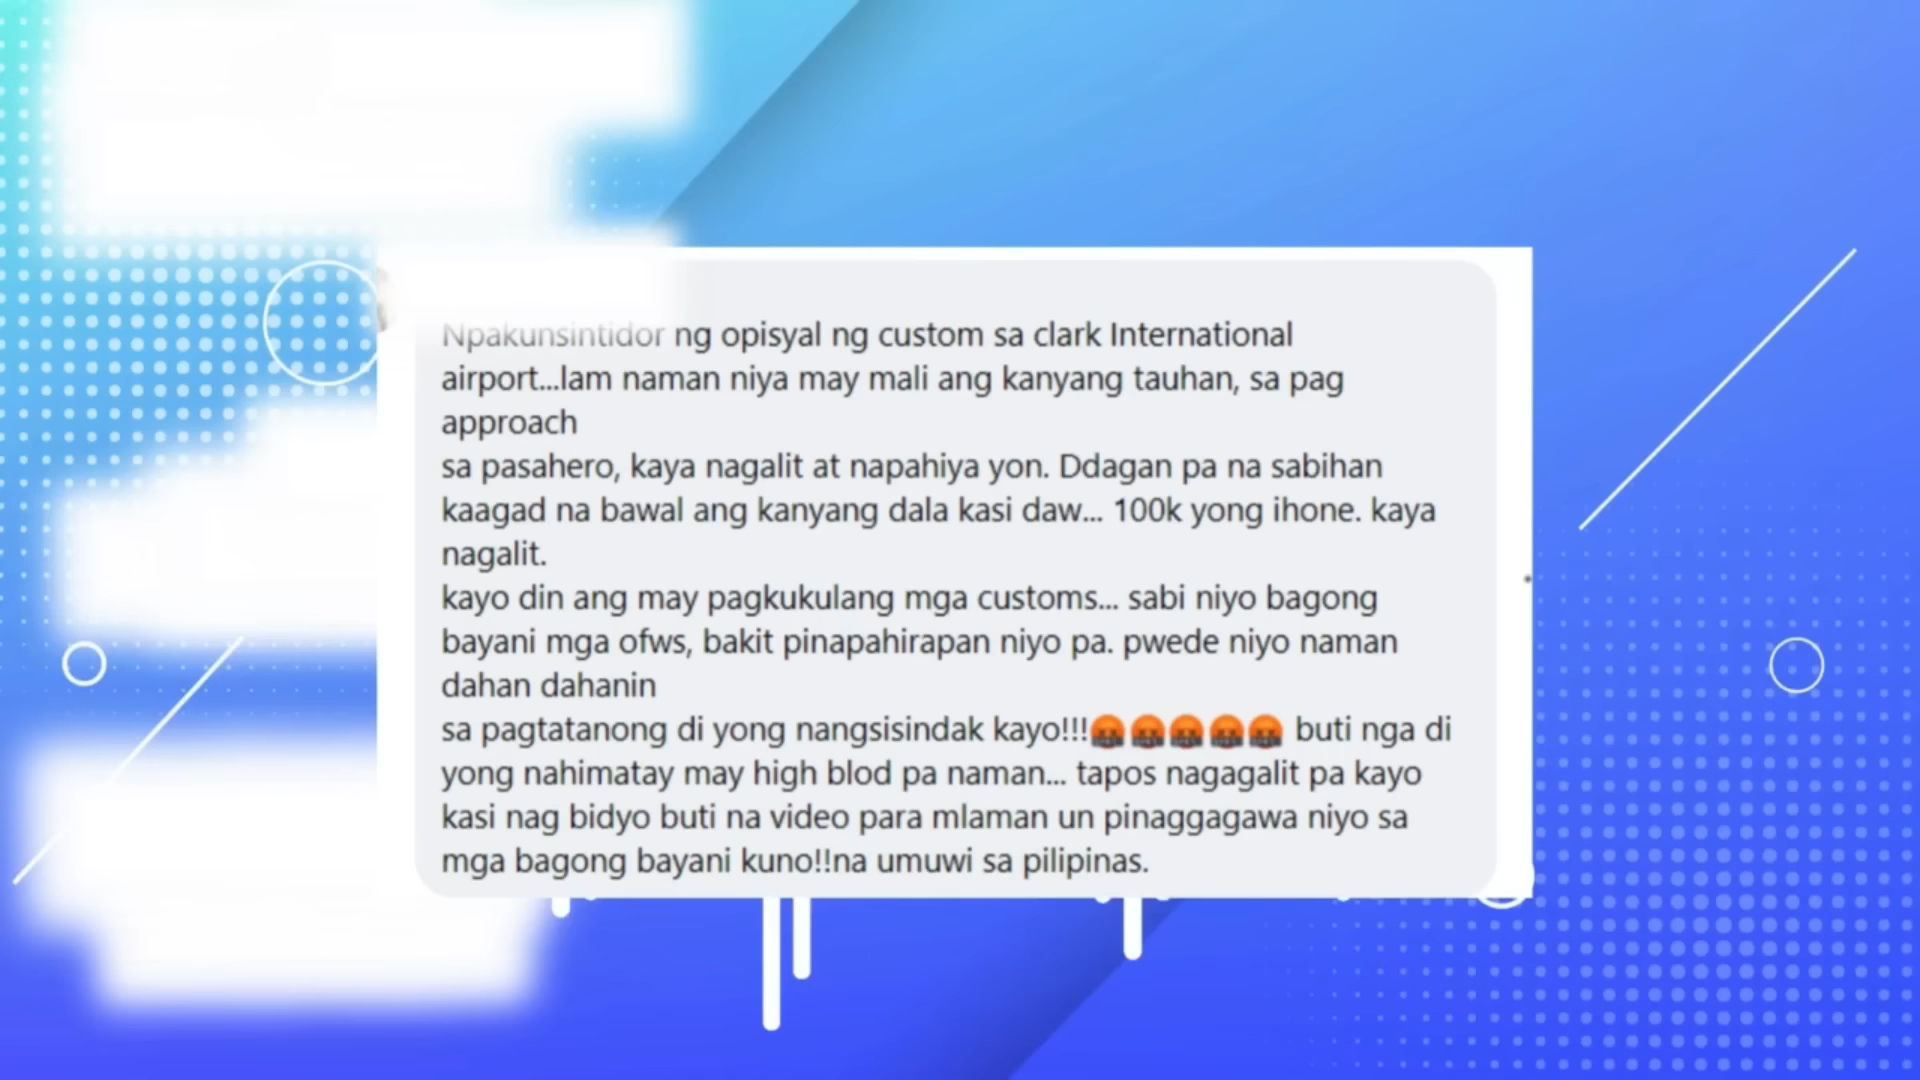 Npakunsintidor ng opisyal ng custom sa clark International
airport...lam naman niya may mali ang kanyang tauhan, sa pag
approach
sa pasahero, kaya nagalit at napahiya yon. Ddagan pa na sabihan
kaagad na bawal ang kanyang dala kasi daw... 100k yong ihone. kaya
nagalit.
kayo din ang may pagkukulang mga customs... sabi niyo bagong
bayani mga ofws, bakit pinapahirapan niyo pa. pwede niyo naman
dahan dahanin
sa pagtatanong di yong nangsisindak kayo!!!🤬🤬🤬🤬🤬 buti nga di
yong nahimatay may high blod pa naman... tapos nagagalit pa kayo
kasi nag bidyo buti na video para mlaman un pinaggagawa niyo sa
mga bagong bayani kuno!!na umuwi sa pilipinas.